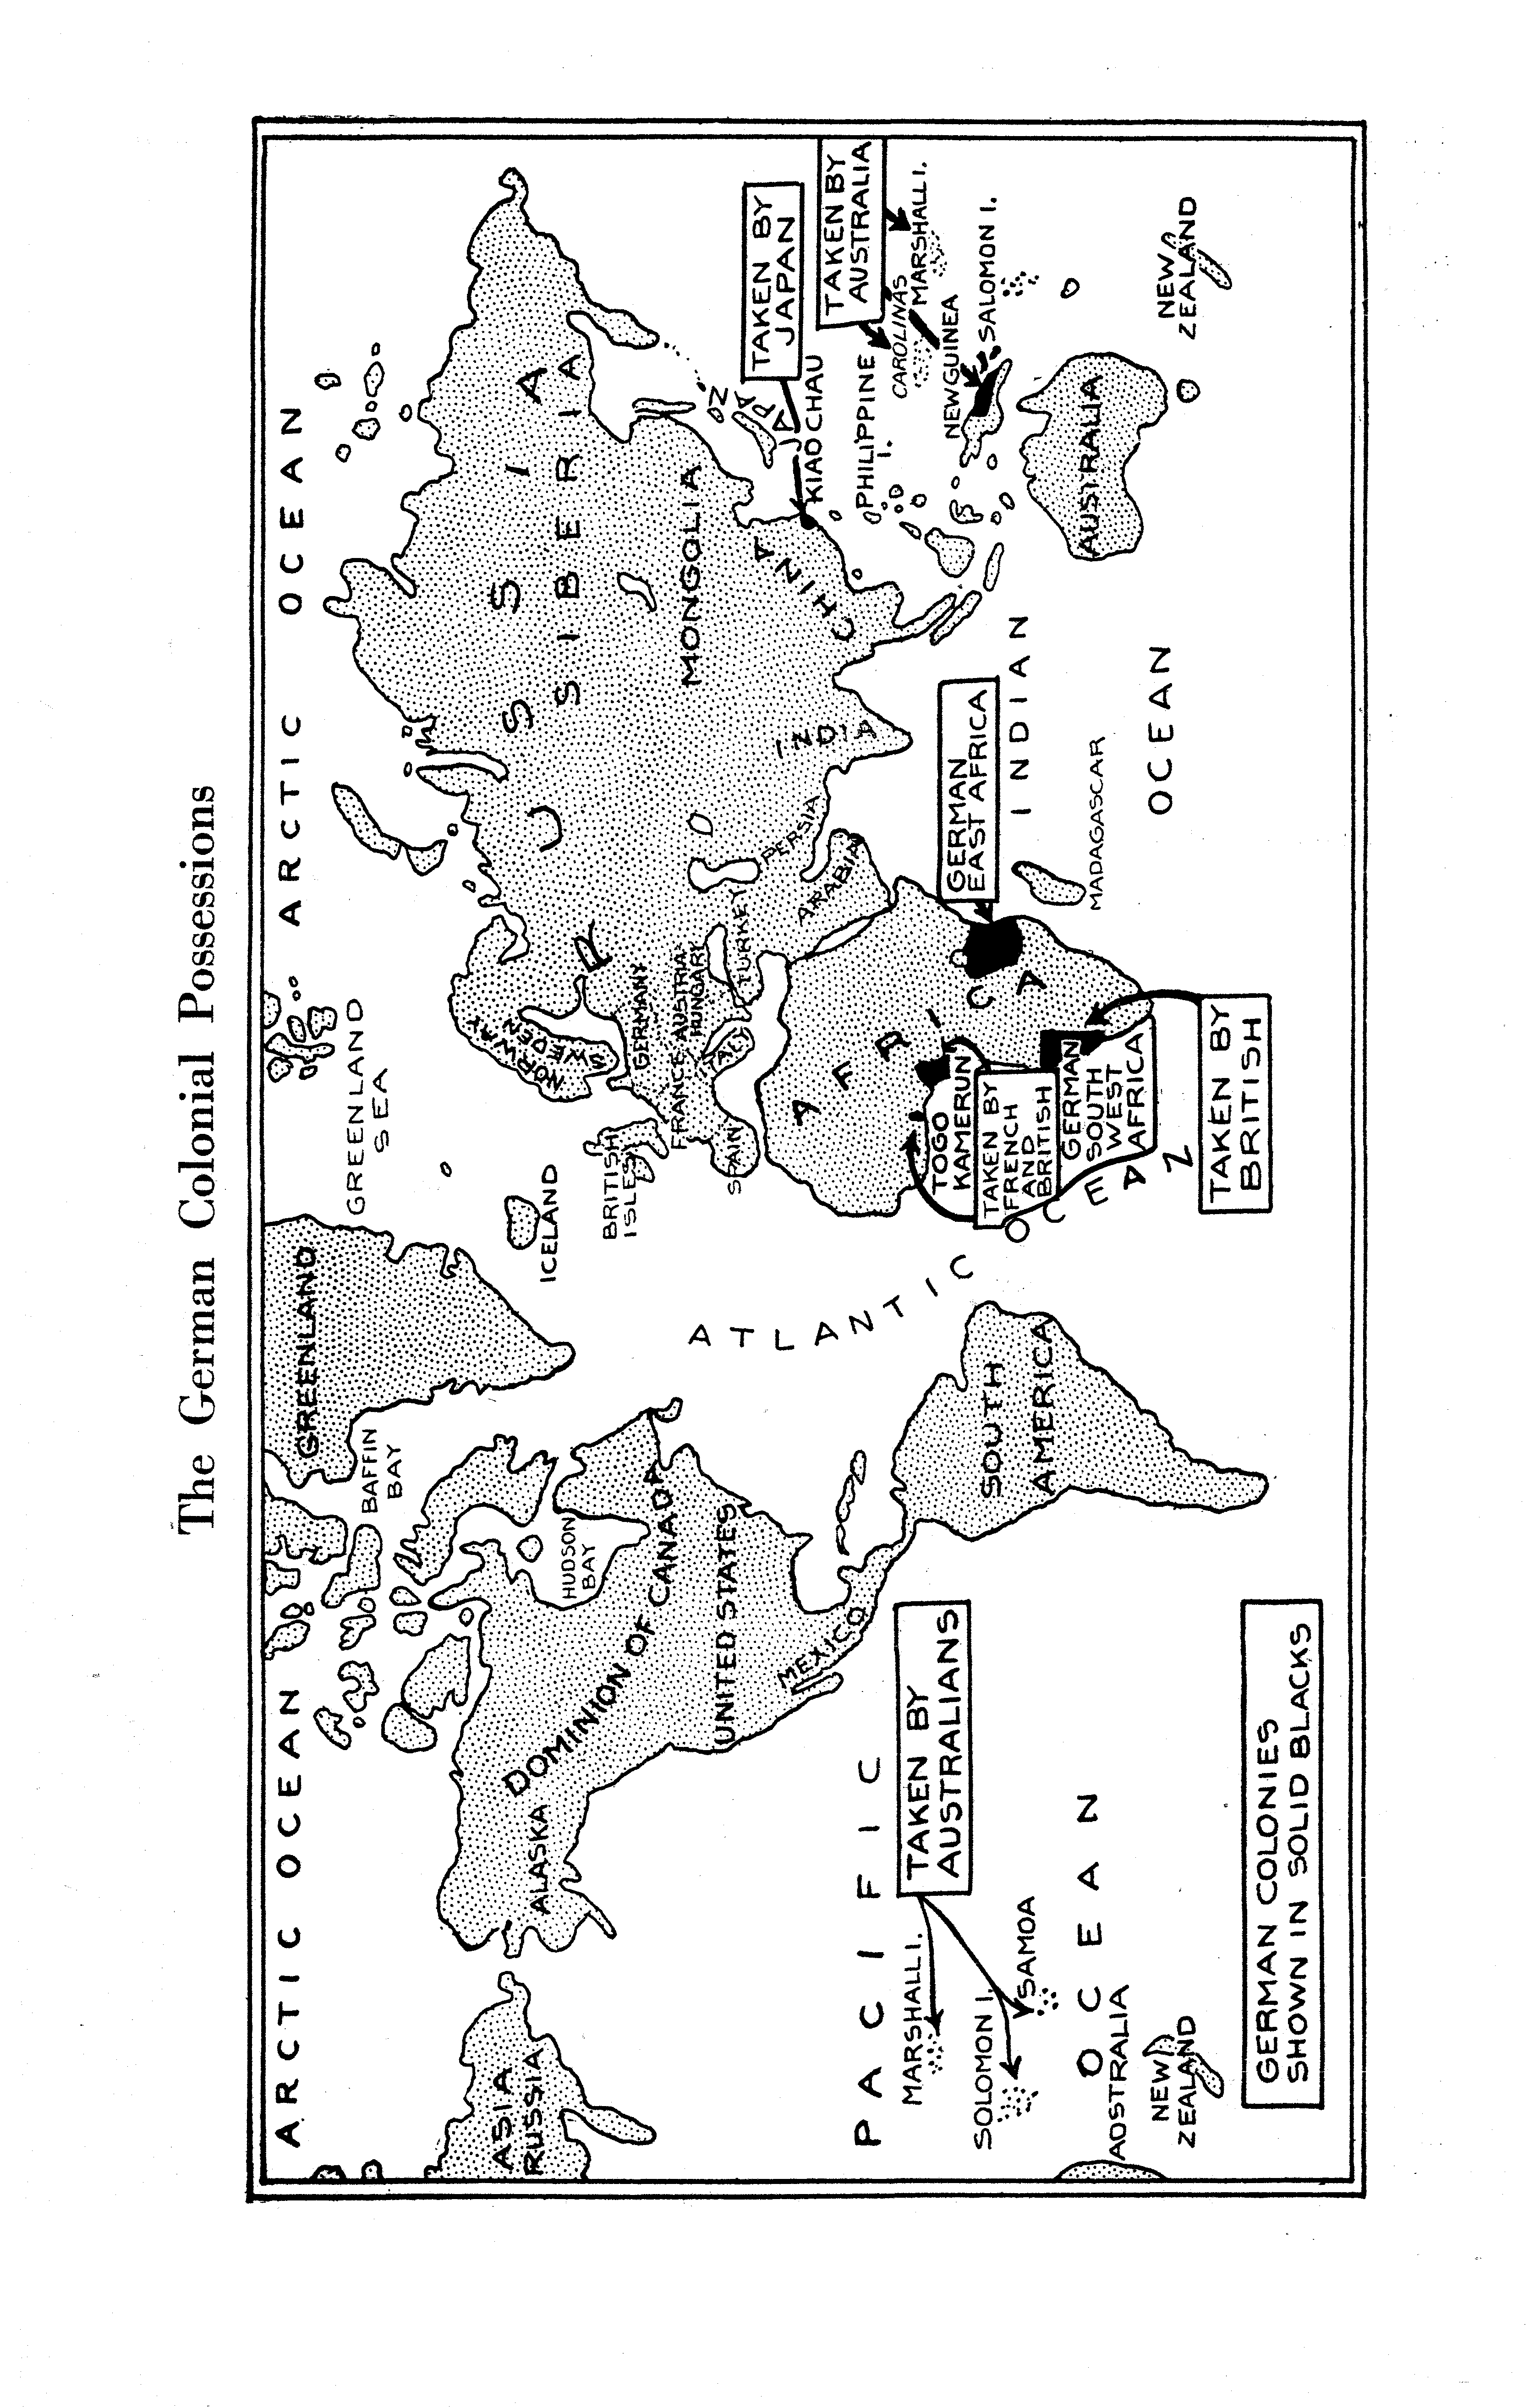 The German Colonial Possessions
ARCTIC OCEAN
ARCTIC OCEAN
GREENLAND
BAFFIN
BAY
GREENLAND
SEA
ASIA
RUSSIA
ALASKA
DOMINION OF CANADA
HUDSON
BAY
ICELAND
NORWAY
SWEDEN
RUSSIA
SIBERIA
BRITISH
ISLES
GERMANY
FRANCE
AUSTRIA-
HUNGARY
SPAIN
TURKEY
PERSIA
ARABIA
MONGOLIA
CHINA
INDIA
JAPAN
UNITED STATES
MEXICO
ATLANTIC
OCEAN
TAKEN BY
JAPAN
KIAO CHAU
TAKEN BY
AUSTRALIA
PHILIPPINE
I.
CAROLINAS
MARSHALL I.
NEW GUINEA
SALOMON I.
AUSTRALIA
NEW
ZEALAND
PACIFIC
OCEAN
TAKEN BY
AUSTRALIANS
MARSHALL I.
SOLOMON I.
SAMOA
AOSTRALIA
NEW
ZEALAND
SOUTH
AMERICA
AFRICA
TOGO
KAMERUN
TAKEN BY
FRENCH
AND
BRITISH
GERMAN
SOUTH
WEST
AFRICA
TAKEN BY
BRITISH
GERMAN
EAST AFRICA
INDIAN
OCEAN
MADAGASCAR
GERMAN COLONIES
SHOWN IN SOLID BLACKS